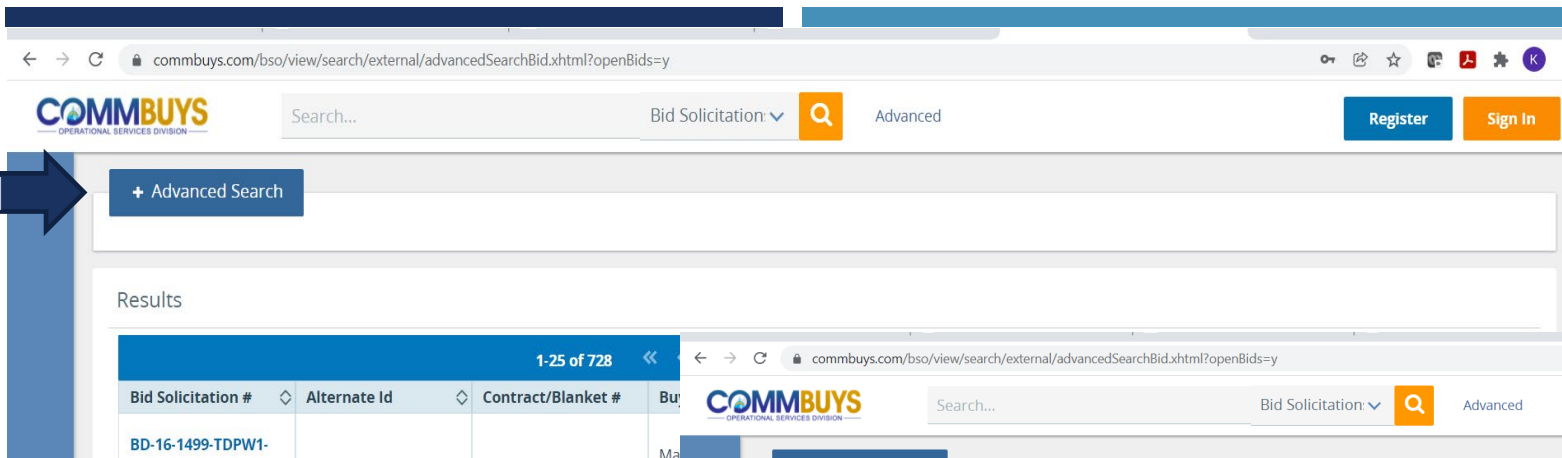 commbuys.com/bso/view/search/external/advancedSearchBid.xhtml?openBids=y
K
COMMBUYS
OPERATIONAL SERVICES DIVISION
Search...
Bid Solicitation:
Advanced
Register
Sign In
+ Advanced Search
Results
1-25 of 728
Bid Solicitation #
Alternate Id
Contract/Blanket #
BD-16-1499-TDPW1-
commbuys.com/bso/view/search/external/advancedSearchBid.xhtml?openBids=y
COMMBUYS
OPERATIONAL SERVICES DIVISION
Search...
Bid Solicitation:
Advanced